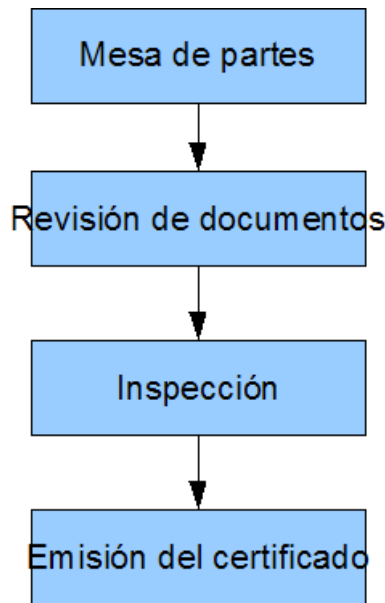 Mesa de partes
Revisión de documentos
Inspección
Emisión del certificado